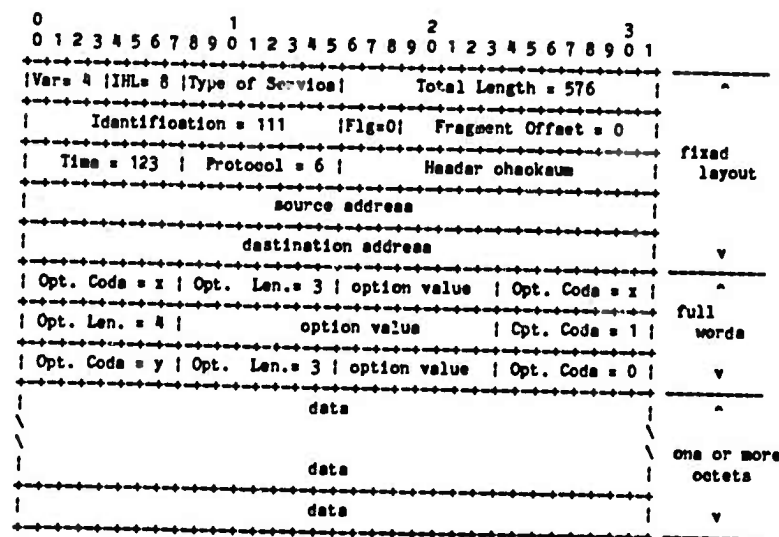 0 1 2 3
0 1 2 3 4 5 6 7 8 9 0 1 2 3 4 5 6 7 8 9 0 1 2 3 4 5 6 7 8 9 0 1
|Ver= 4 |IHL= 8 |Type of Service| Total Length = 576 |
| Identification = 111 |Flg=0| Fragment Offset = 0 |
| Time = 123 | Protocol = 6 | Header checksum |
| source address |
| destination address |
fixed
layout
| Opt. Code = x | Opt. Len.= 3 | option value | Opt. Code = x |
| Opt. Len. = 4 | option value | Opt. Code = 1 |
| Opt. Code = y | Opt. Len.= 3 | option value | Opt. Code = 0 |
full
words
| data |
data
| data |
one or more
octets